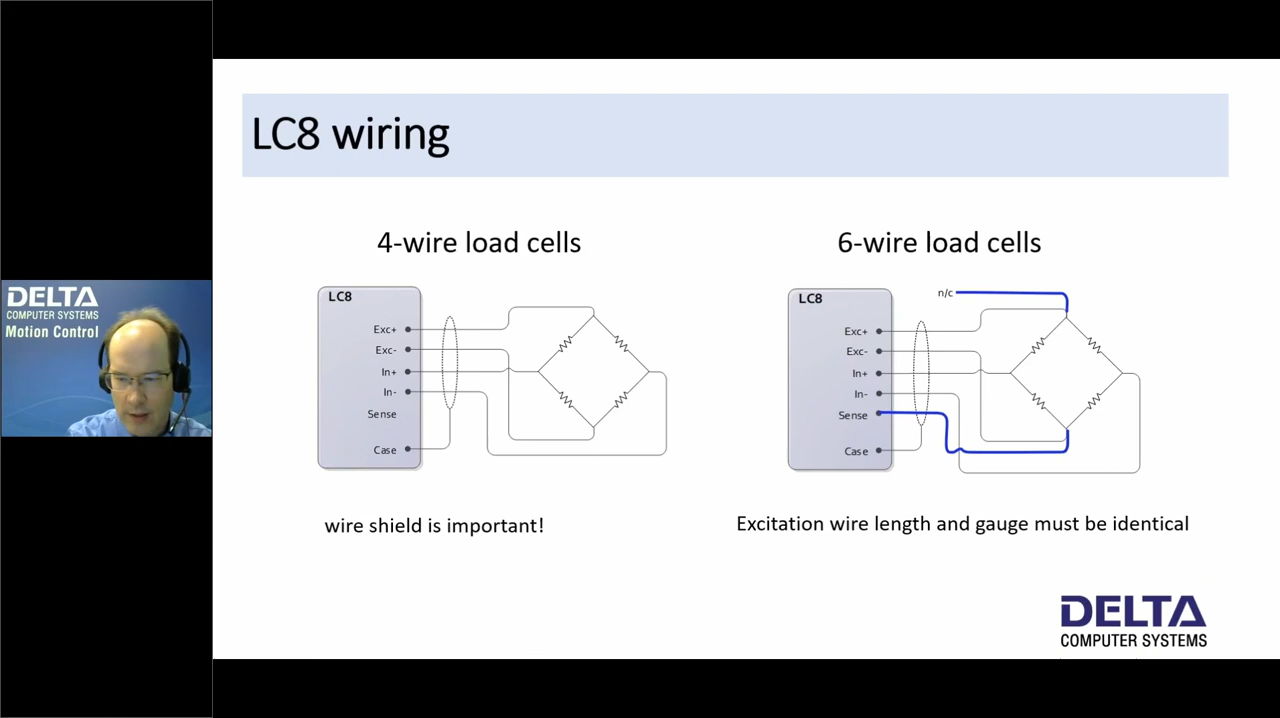 LC8 wiring
4-wire load cells
6-wire load cells
LC8
Exc+
Exc-
In+
In-
Sense
Case
n/c
LC8
Exc+
Exc-
In+
In-
Sense
Case
wire shield is important!
Excitation wire length and gauge must be identical
DELTA
COMPUTER SYSTEMS
Motion Control
DELTA
COMPUTER SYSTEMS